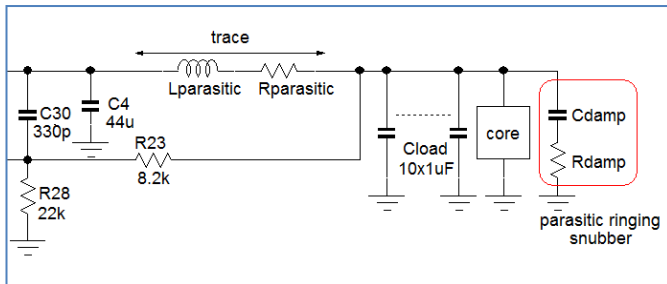 trace
Lparasitic
Rparasitic
C30
330p
C4
44u
R23
8.2k
R28
22k
Cload
10x1uF
core
Cdamp
Rdamp
parasitic ringing
snubber